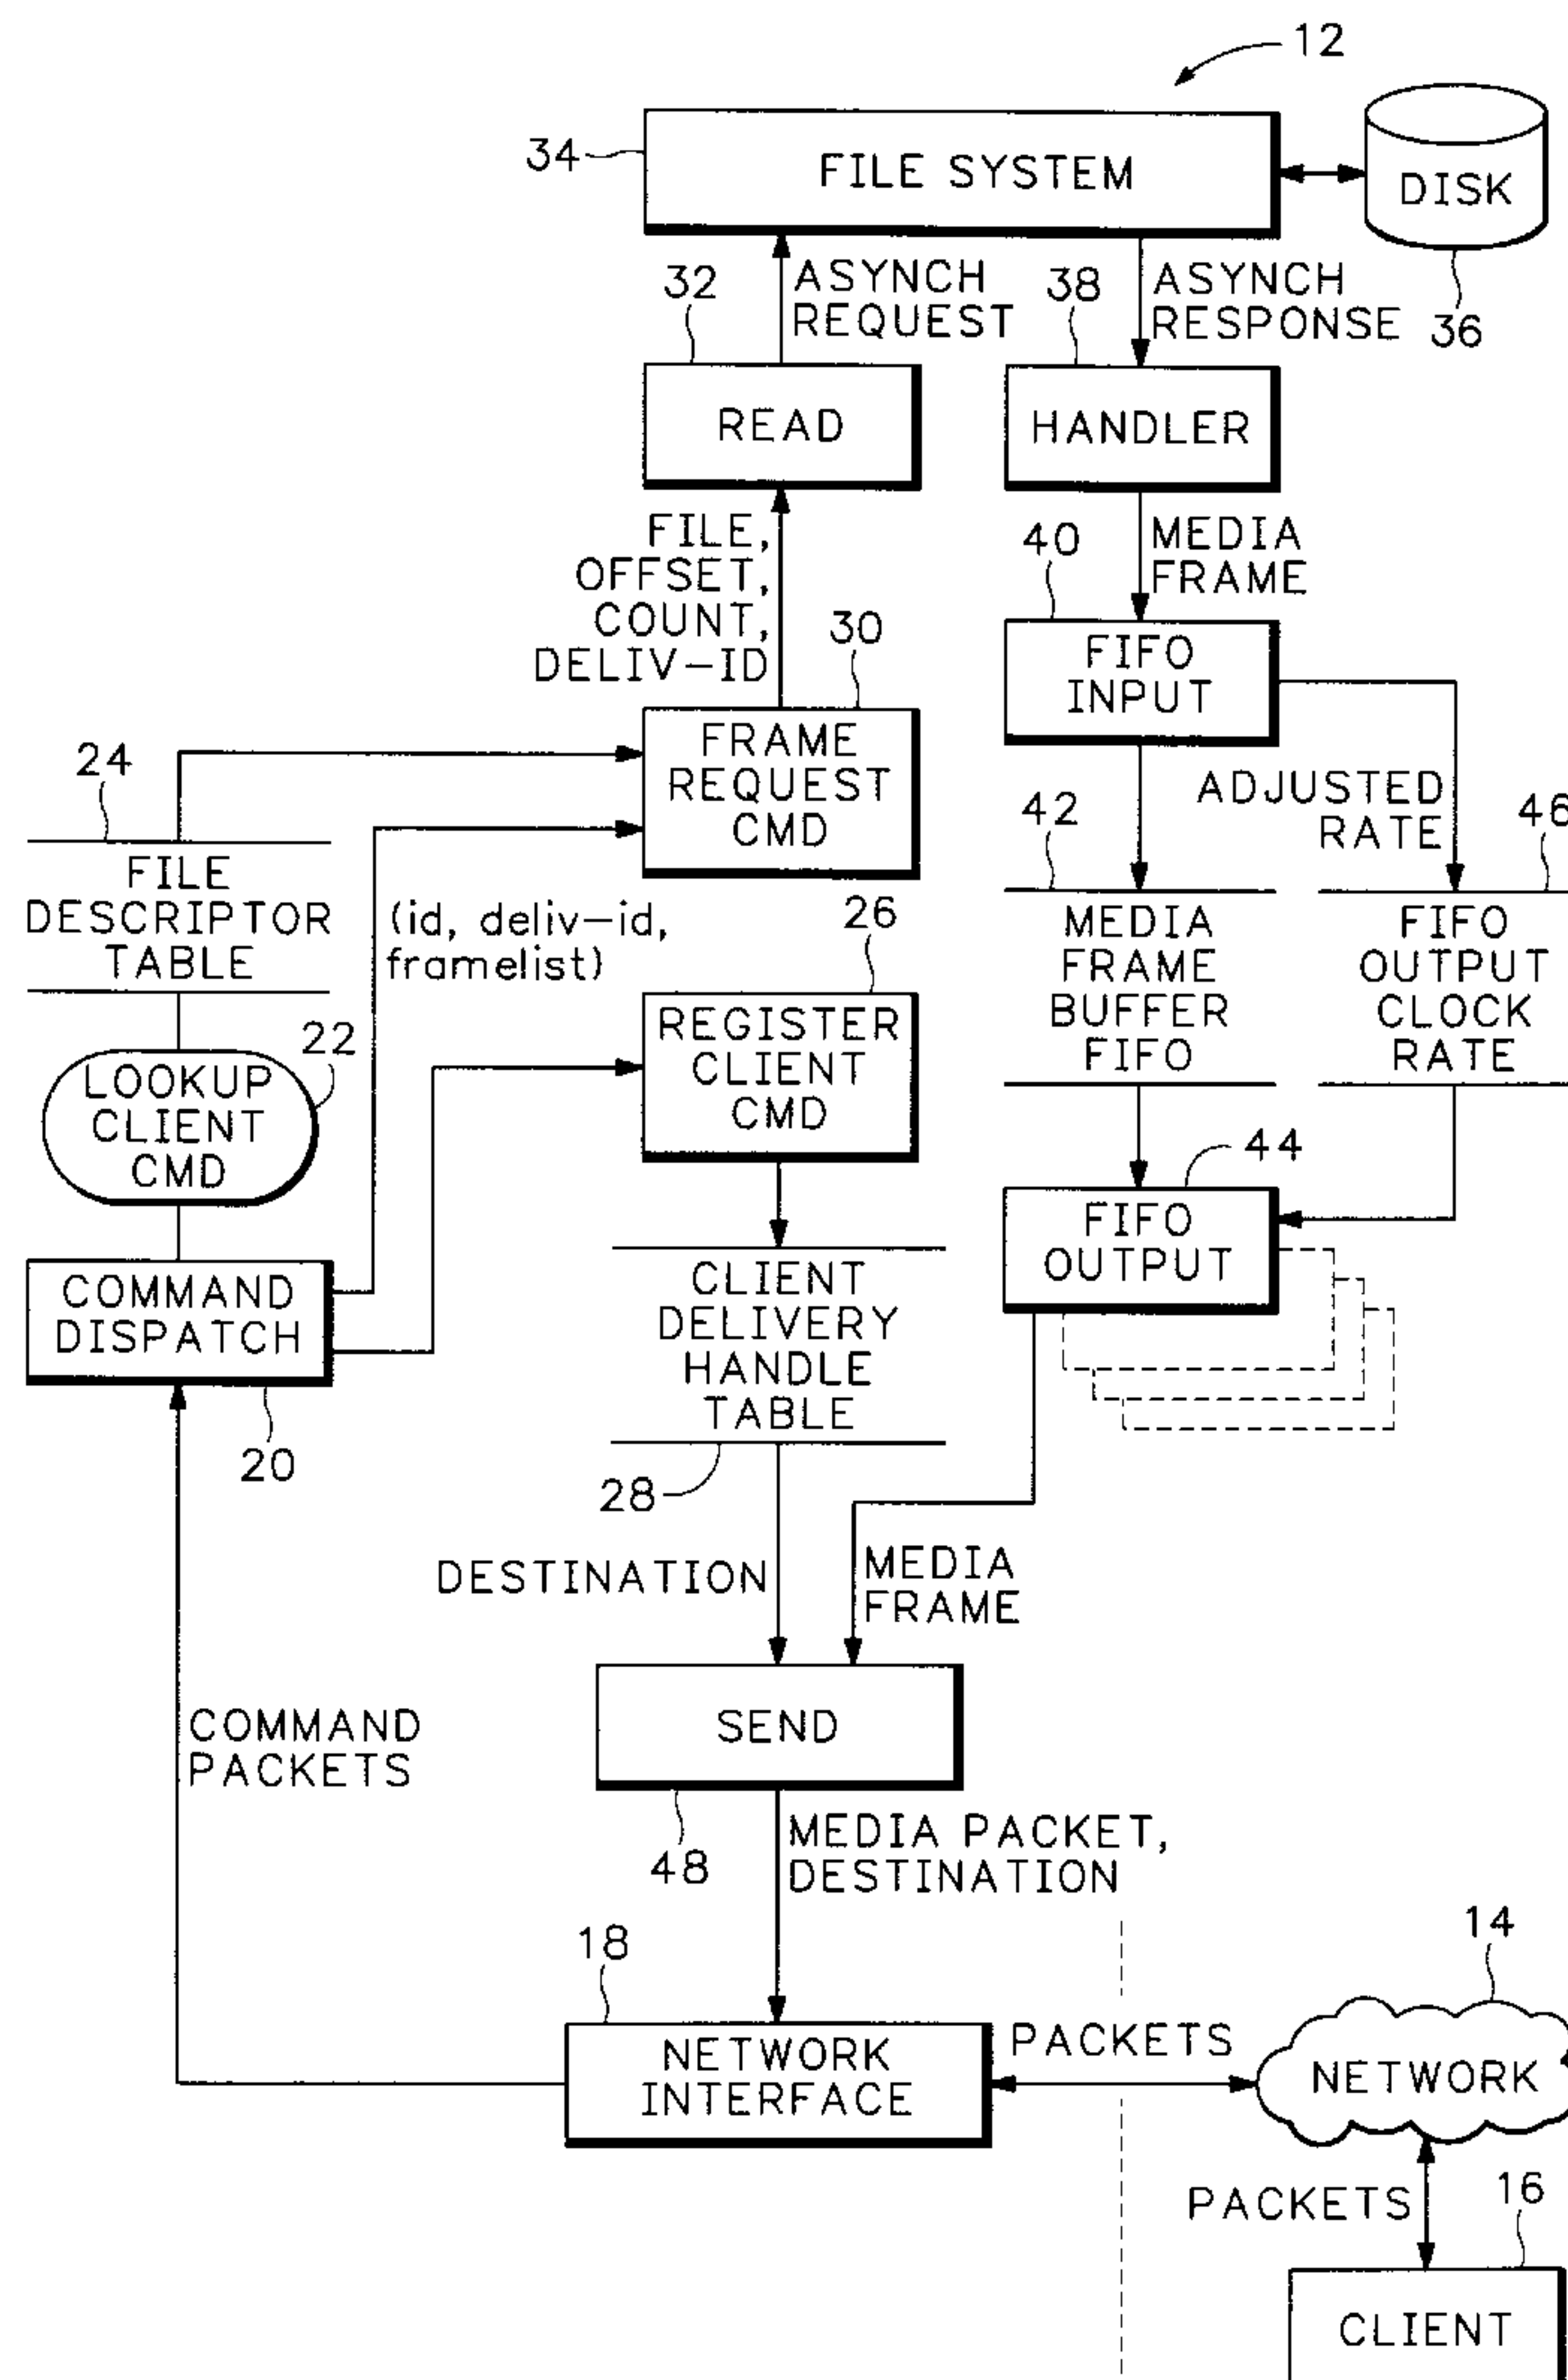 12
34
FILE SYSTEM
DISK
36
32
ASYNCH
REQUEST
38
ASYNCH
RESPONSE
READ
HANDLER
FILE,
OFFSET,
COUNT,
DELIV-ID
40
MEDIA
FRAME
30
FIFO
INPUT
24
FRAME
REQUEST
CMD
42
ADJUSTED
RATE
46
FILE
DESCRIPTOR
TABLE
(id, deliv-id,
framelist)
26
MEDIA
FRAME
BUFFER
FIFO
FIFO
OUTPUT
CLOCK
RATE
22
LOOKUP
CLIENT
CMD
REGISTER
CLIENT
CMD
44
FIFO
OUTPUT
COMMAND
DISPATCH
20
CLIENT
DELIVERY
HANDLE
TABLE
28
DESTINATION
MEDIA
FRAME
SEND
48
COMMAND
PACKETS
MEDIA PACKET,
DESTINATION
18
NETWORK
INTERFACE
PACKETS
14
NETWORK
PACKETS
16
CLIENT